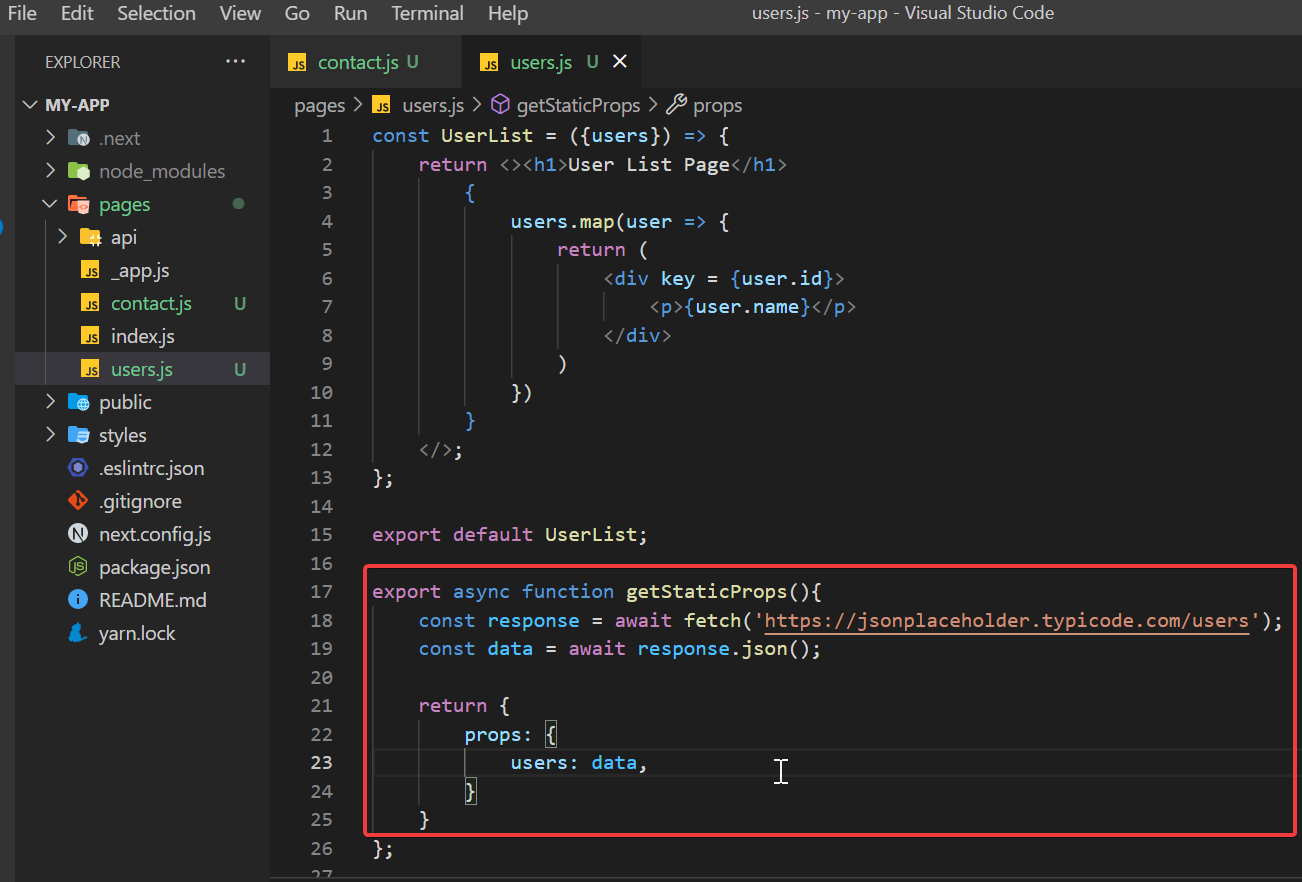 File Edit Selection View Go Run Terminal Help users.js - my-app - Visual Studio Code
EXPLORER ...
MY-APP
.next
node_modules
pages
api
_app.js
contact.js U
index.js
users.js U
public
styles
.eslintrc.json
.gitignore
next.config.js
package.json
README.md
yarn.lock
JS contact.js U JS users.js U
pages > JS users.js > getStaticProps > props
1 const UserList = ({users}) => {
2     return <><h1>User List Page</h1>
3         {
4             users.map(user => {
5                 return (
6                     <div key = {user.id}>
7                         <p>{user.name}</p>
8                     </div>
9                 )
10             })
11         }
12     </>;
13 };
14
15 export default UserList;
16
17 export async function getStaticProps(){
18     const response = await fetch('https://jsonplaceholder.typicode.com/users');
19     const data = await response.json();
20
21     return {
22         props: {
23             users: data,
24         }
25     }
26 };
27